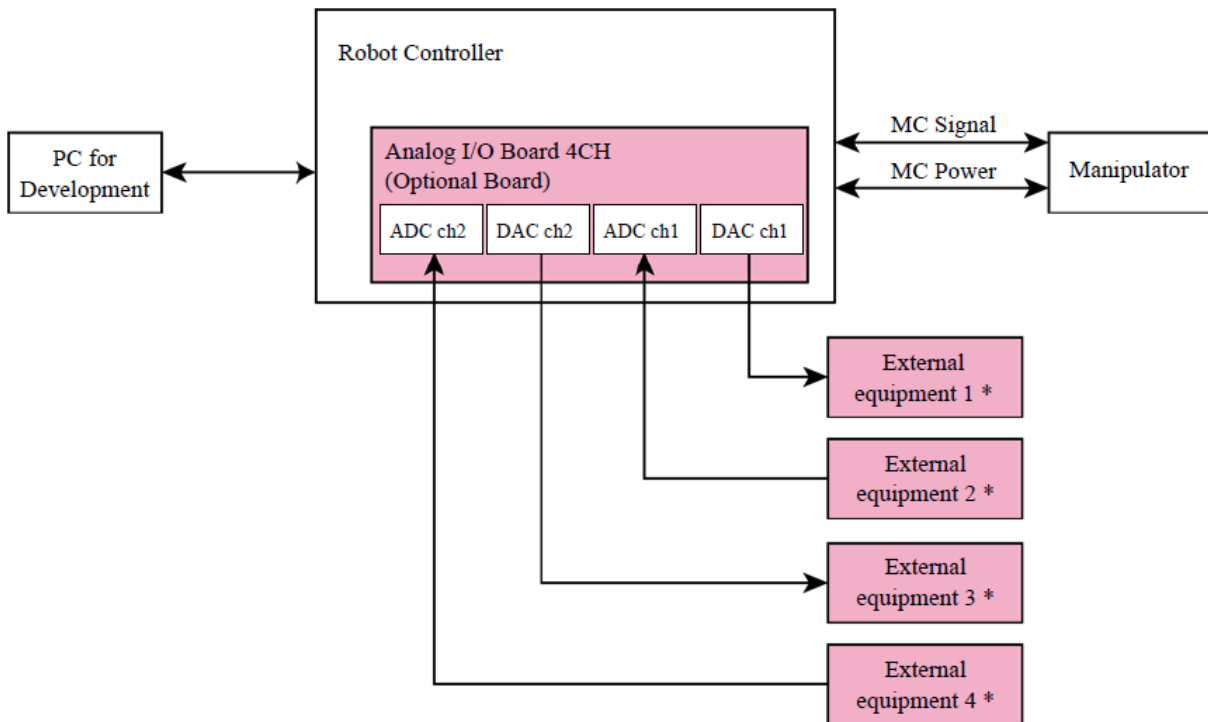 Robot Controller
PC for
Development
Analog I/O Board 4CH
(Optional Board)
ADC ch2
DAC ch2
ADC ch1
DAC ch1
MC Signal
MC Power
Manipulator
External
equipment 1 *
External
equipment 2 *
External
equipment 3 *
External
equipment 4 *